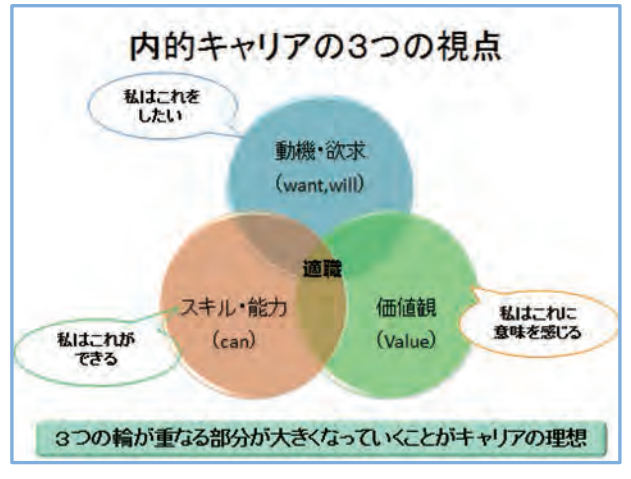 内的キャリアの3つの視点
私はこれを
したい
動機・欲求
(want,will)
適職
スキル・能力
(can)
価値観
(Value)
私はこれが
できる
私はこれに
意味を感じる
３つの輪が重なる部分が大きくなっていくことがキャリアの理想